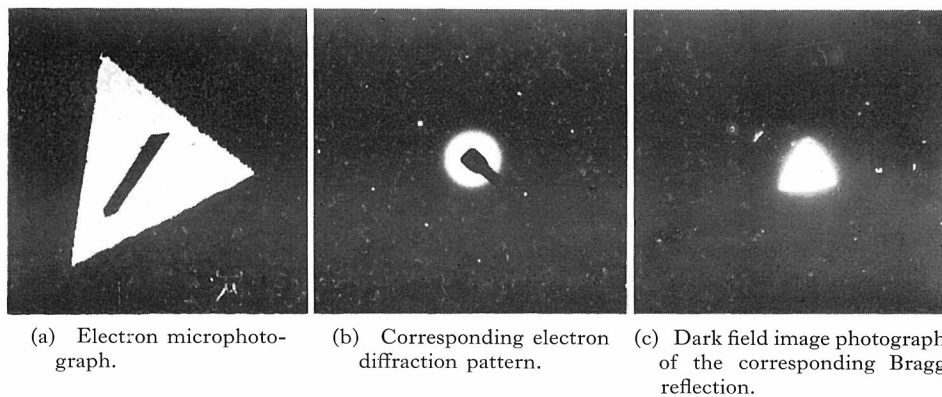 (a) Electron microphoto-
graph.
(b) Corresponding electron
diffraction pattern.
(c) Dark field image photograph
of the corresponding Bragg
reflection.